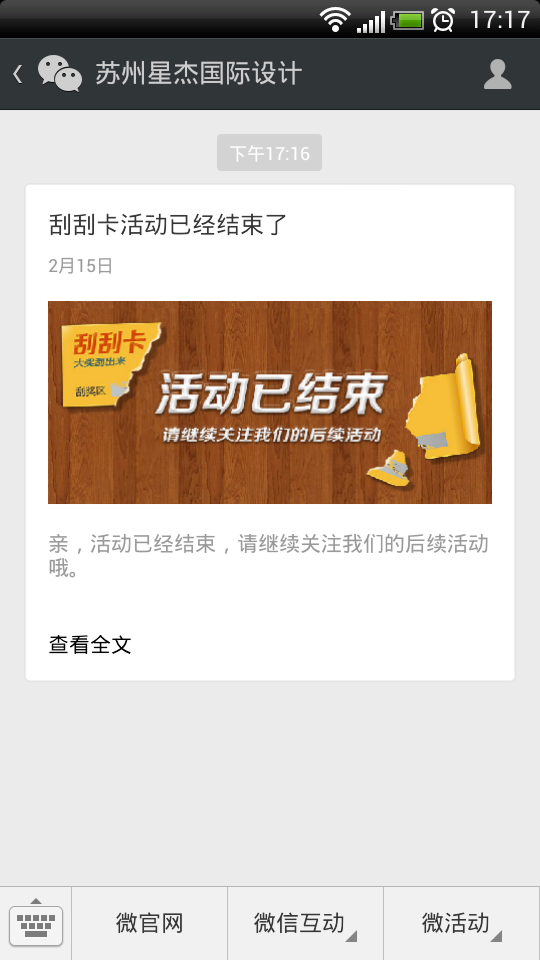 17:17
苏州星杰国际设计
下午17:16
刮刮卡活动已经结束了
2月15日
刮刮卡
大奖刮出来
刮奖区
活动已结束
请继续关注我们的后续活动
亲，活动已经结束，请继续关注我们的后续活动
哦。
查看全文
微官网
微信互动
微活动